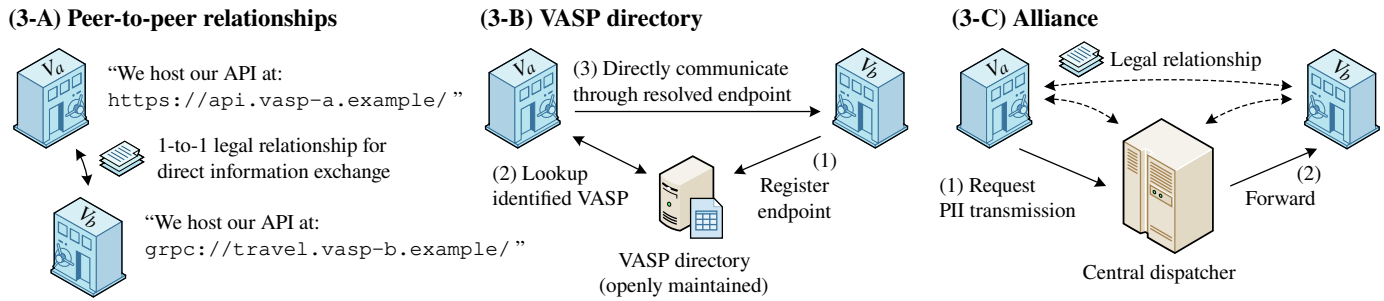 (3-A) Peer-to-peer relationships
Va
“We host our API at:
https://api.vasp-a.example/ ”
1-to-1 legal relationship for
direct information exchange
Vb
“We host our API at:
grpc://travel.vasp-b.example/ ”
(3-B) VASP directory
Va
(3) Directly communicate
through resolved endpoint
Vb
(2) Lookup
identified VASP
(1)
Register
endpoint
VASP directory
(openly maintained)
(3-C) Alliance
Va
Legal relationship
Vb
(1) Request
PII transmission
(2)
Forward
Central dispatcher